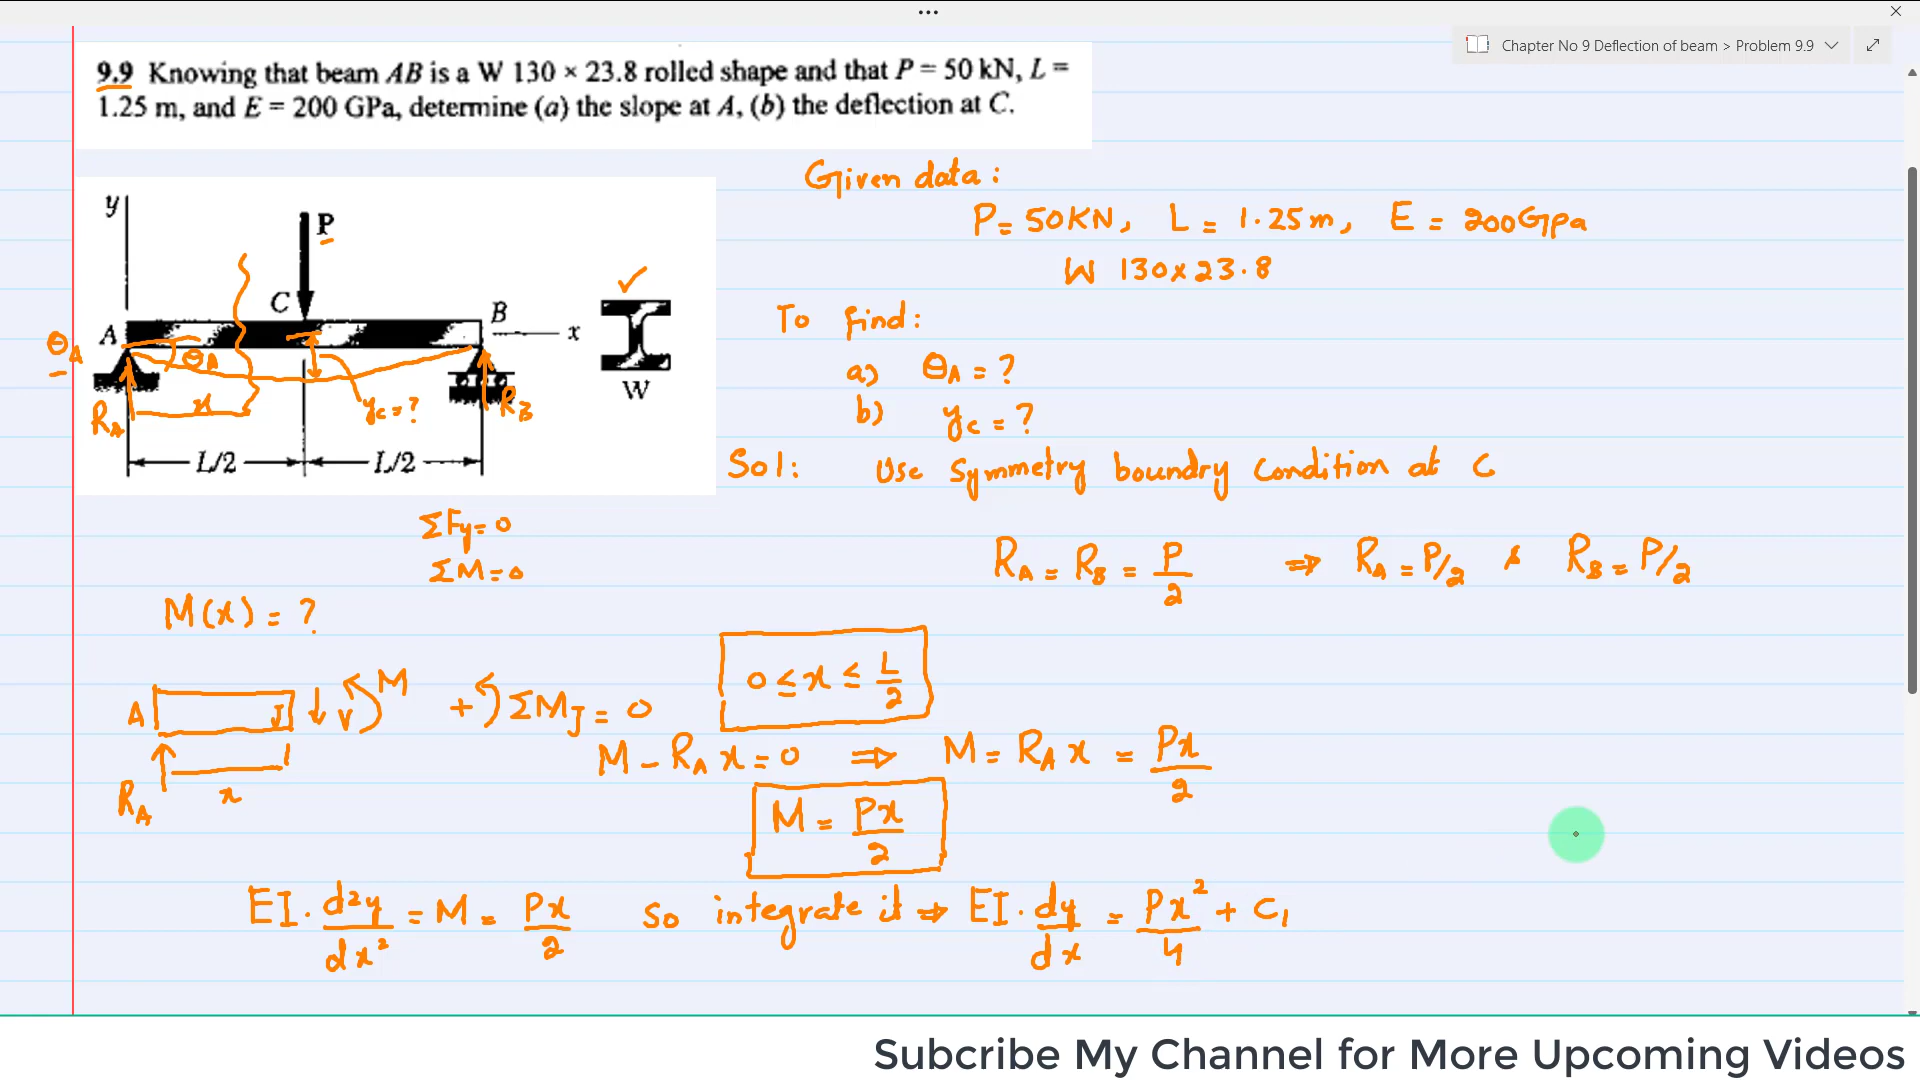 ...
Chapter No 9 Deflection of beam > Problem 9.9
9.9 Knowing that beam AB is a W 130 × 23.8 rolled shape and that P = 50 kN, L =
1.25 m, and E = 200 GPa, determine (a) the slope at A, (b) the deflection at C.
Given data:
P = 50KN, L = 1.25m, E = 200Gpa
W 130x23.8
To find:
a) θA = ?
b) yc = ?
y
P
C
B
A
x
θA
θA
W
RA
x
yc = ?
RB
L/2
L/2
Sol: Use Symmetry boundry Condition at C
ΣFy = 0
ΣM = 0
RA = RB = P/2 ⇒ RA = P/2 & RB = P/2
M(x) = ?
0 ≤ x ≤ L/2
A J V M +↺ ΣMJ = 0
RA x
M - RA x = 0 ⇒ M = RA x = Px/2
M = Px/2
EI. d2y/dx² = M = Px/2 So integrate it ⇒ EI. dy/dx = Px²/4 + C₁
Subcribe My Channel for More Upcoming Videos